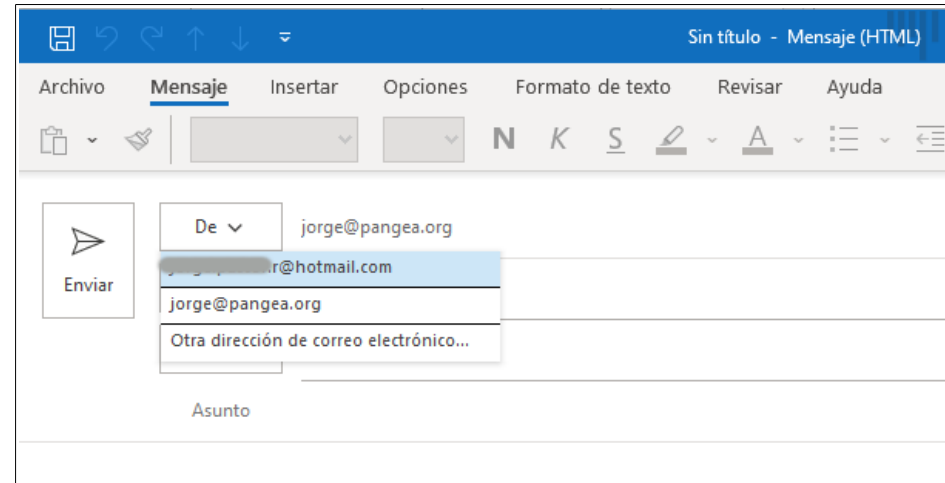 Sin título - Mensaje (HTML)
Archivo Mensaje Insertar Opciones Formato de texto Revisar Ayuda
N K S A
De jorge@pangea.org
Enviar
r@hotmail.com
jorge@pangea.org
Otra dirección de correo electrónico...
Asunto